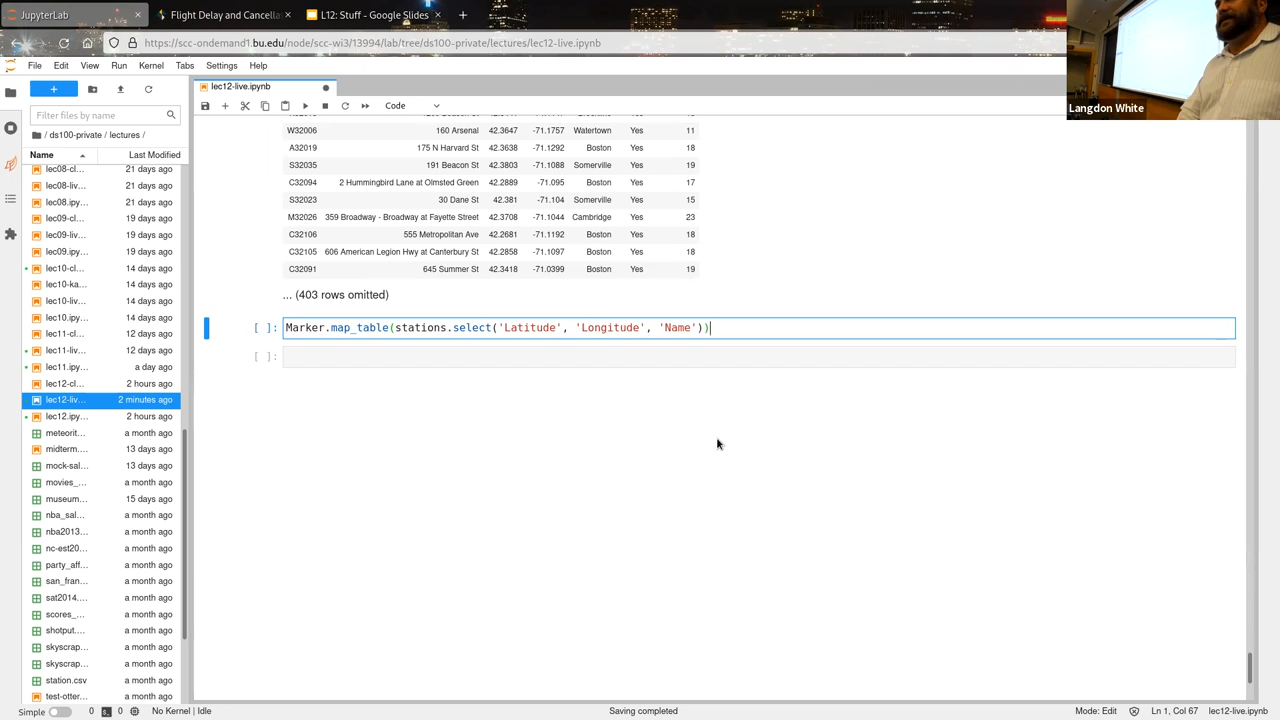 JupyterLab
Flight Delay and Cancella
L12: Stuff - Google Slides
https://scc-ondemand1.bu.edu/node/scc-wi3/13994/lab/tree/ds100-private/lectures/lec12-live.ipynb
Langdon White
File Edit View Run Kernel Tabs Settings Help
lec12-live.ipynb
Code
Filter files by name
/ ds100-private / lectures /
Name Last Modified
lec08-cl... 21 days ago
lec08-liv... 21 days ago
lec08.ipy... 21 days ago
lec09-cl... 19 days ago
lec09-liv... 19 days ago
lec09.ipy... 19 days ago
lec10-cl... 14 days ago
lec10-ka... 14 days ago
lec10-liv... 14 days ago
lec10.ipy... 14 days ago
lec11-cl... 12 days ago
lec11-liv... 12 days ago
lec11.ipy... a day ago
lec12-cl... 2 hours ago
lec12-liv... 2 minutes ago
lec12.ipy... 2 hours ago
meteorit... a month ago
midterm.... 13 days ago
mock-sal... 13 days ago
movies_... a month ago
museum... 15 days ago
nba_sal... a month ago
nba2013... a month ago
nc-est20... a month ago
party_aff... a month ago
san_fran... a month ago
sat2014.... a month ago
scores_... a month ago
shotput.... a month ago
skyscrap... a month ago
skyscrap... a month ago
station.csv a month ago
test-otter... a month ago
W32006 160 Arsenal 42.3647 -71.1757 Watertown Yes 11
A32019 175 N Harvard St 42.3638 -71.1292 Boston Yes 18
S32035 191 Beacon St 42.3803 -71.1088 Somerville Yes 19
C32094 2 Hummingbird Lane at Olmsted Green 42.2889 -71.095 Boston Yes 17
S32023 30 Dane St 42.381 -71.104 Somerville Yes 15
M32026 359 Broadway - Broadway at Fayette Street 42.3708 -71.1044 Cambridge Yes 23
C32106 555 Metropolitan Ave 42.2681 -71.1192 Boston Yes 18
C32105 606 American Legion Hwy at Canterbury St 42.2858 -71.1097 Boston Yes 18
C32091 645 Summer St 42.3418 -71.0399 Boston Yes 19
... (403 rows omitted)
[ ]: Marker.map_table(stations.select('Latitude', 'Longitude', 'Name'))
[ ]:
Simple 0 0 No Kernel | Idle Saving completed Mode: Edit Ln 1, Col 67 lec12-live.ipynb